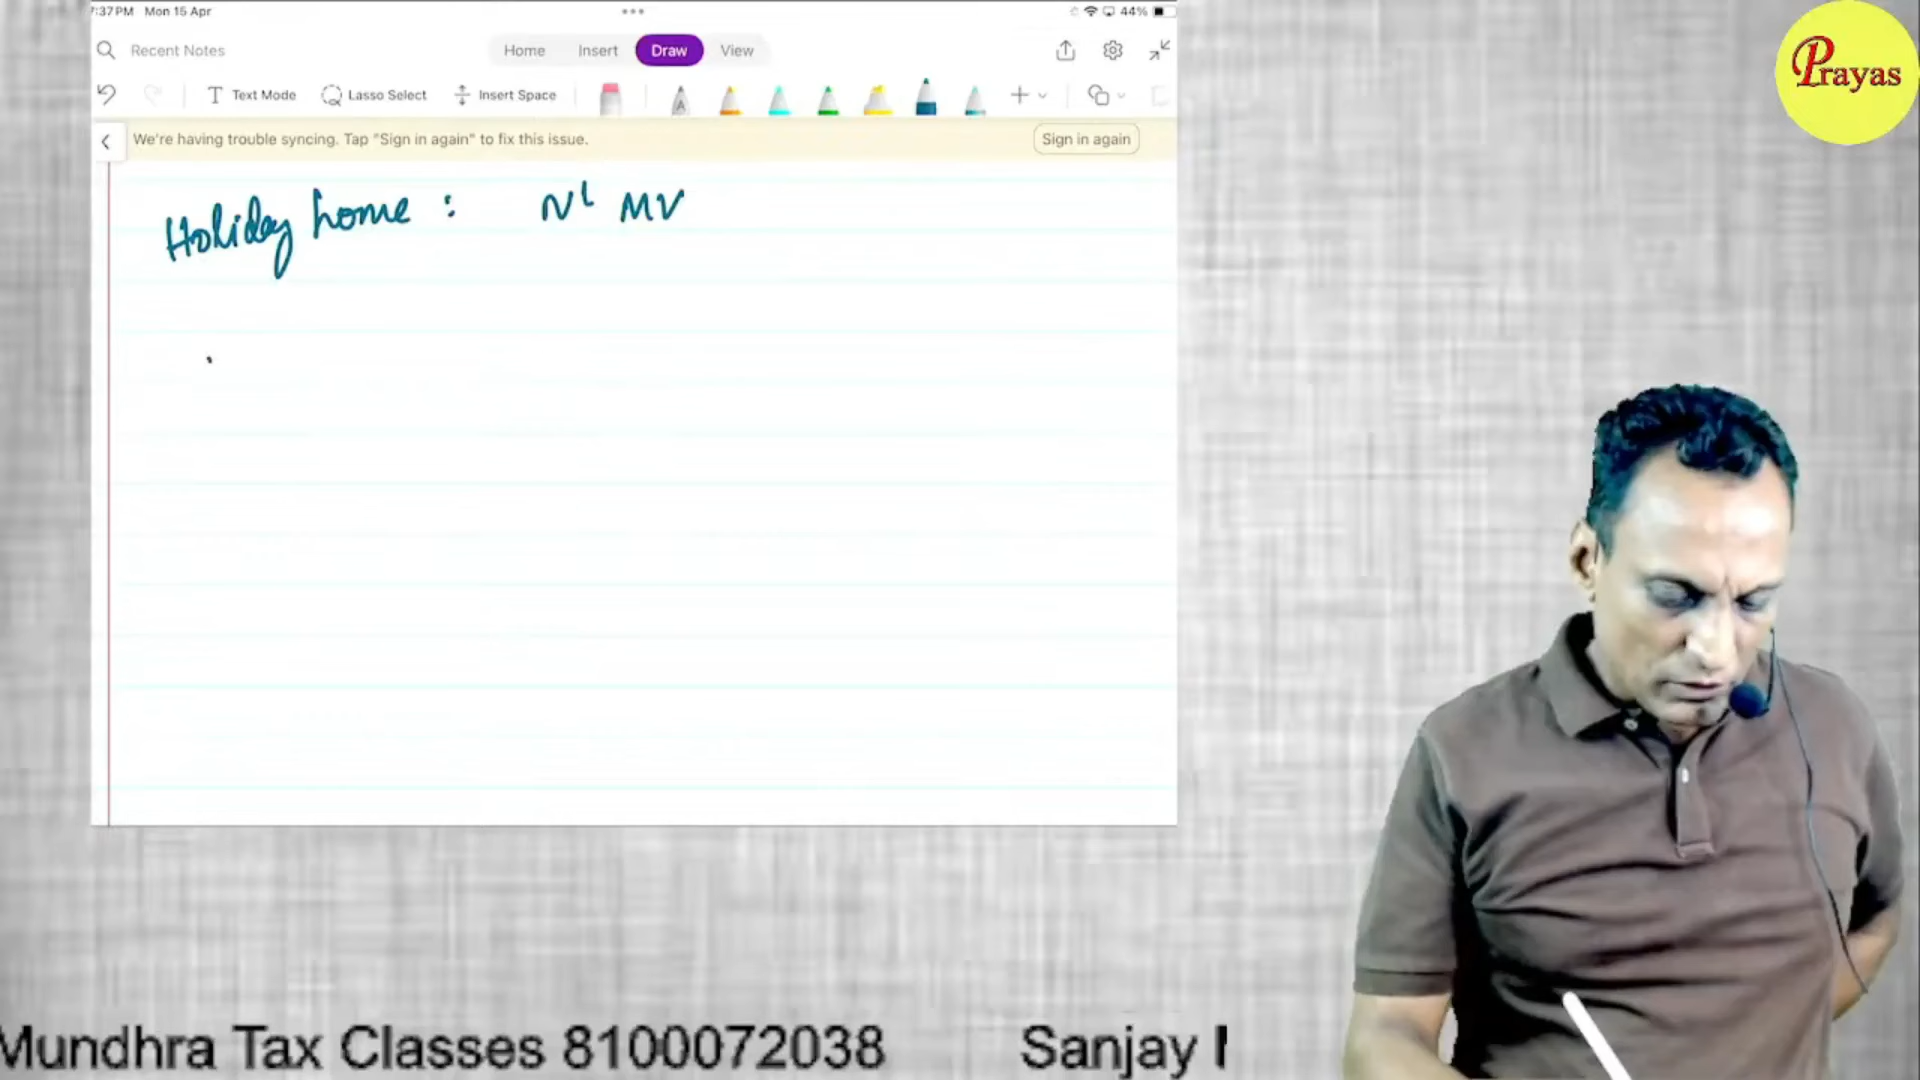 7:37 PM Mon 15 Apr
44%
Recent Notes
Home Insert Draw View
Text Mode Lasso Select Insert Space
We're having trouble syncing. Tap "Sign in again" to fix this issue.
Sign in again
Prayas
Holiday home : MV
Mundhra Tax Classes 8100072038 Sanjay